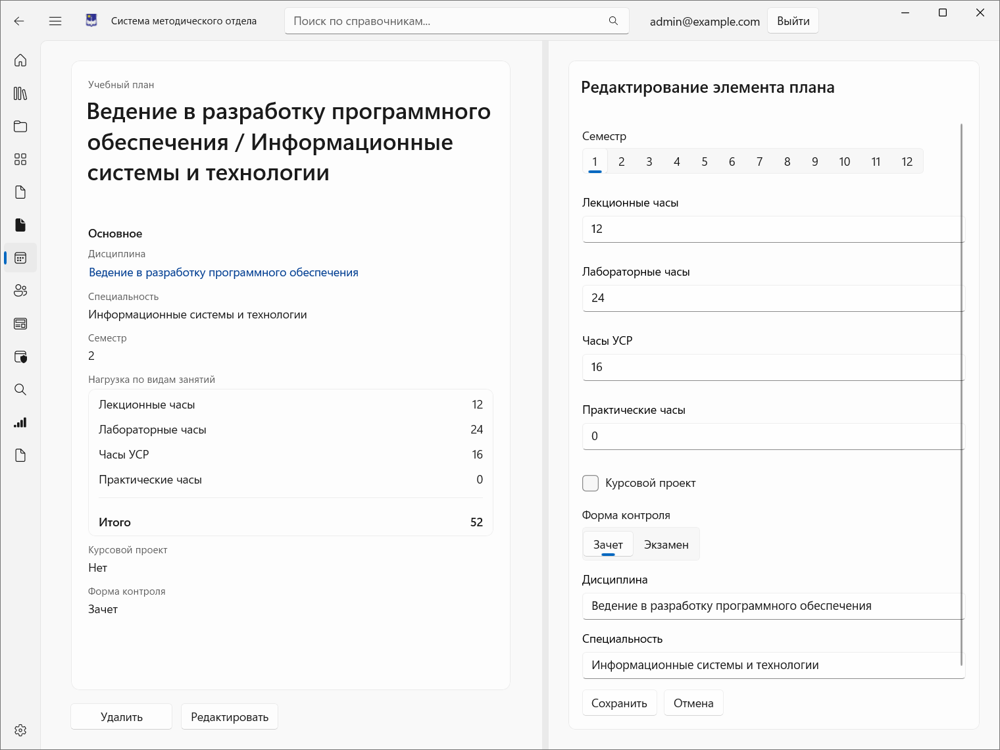 Система методического отдела
Поиск по справочникам...
admin@example.com
Выйти
Учебный план
Ведение в разработку программного
обеспечения / Информационные
системы и технологии
Основное
Дисциплина
Ведение в разработку программного обеспечения
Специальность
Информационные системы и технологии
Семестр
2
Нагрузка по видам занятий
Лекционные часы 12
Лабораторные часы 24
Часы УСР 16
Практические часы 0
Итого 52
Курсовой проект
Нет
Форма контроля
Зачет
Удалить
Редактировать
Редактирование элемента плана
Семестр
1 2 3 4 5 6 7 8 9 10 11 12
Лекционные часы
12
Лабораторные часы
24
Часы УСР
16
Практические часы
0
Курсовой проект
Форма контроля
Зачет Экзамен
Дисциплина
Ведение в разработку программного обеспечения
Специальность
Информационные системы и технологии
Сохранить
Отмена